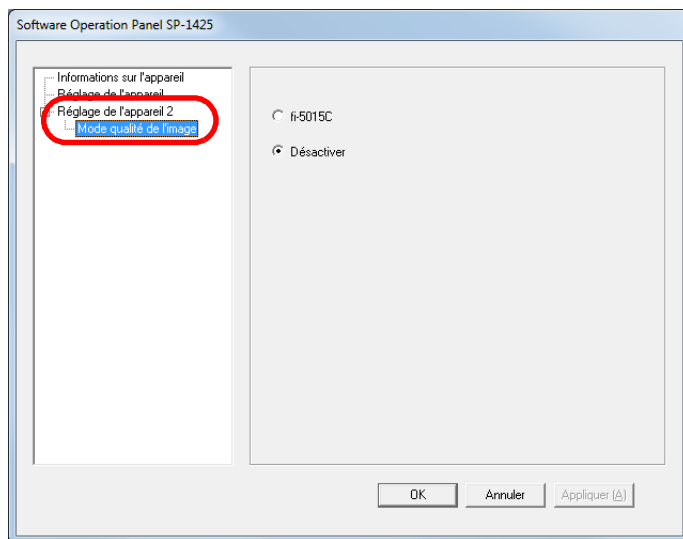 Software Operation Panel SP-1425
Informations sur l'appareil
Réglage de l'appareil
Réglage de l'appareil 2
Mode qualité de l'image
fi-5015C
Désactiver
OK
Annuler
Appliquer (A)